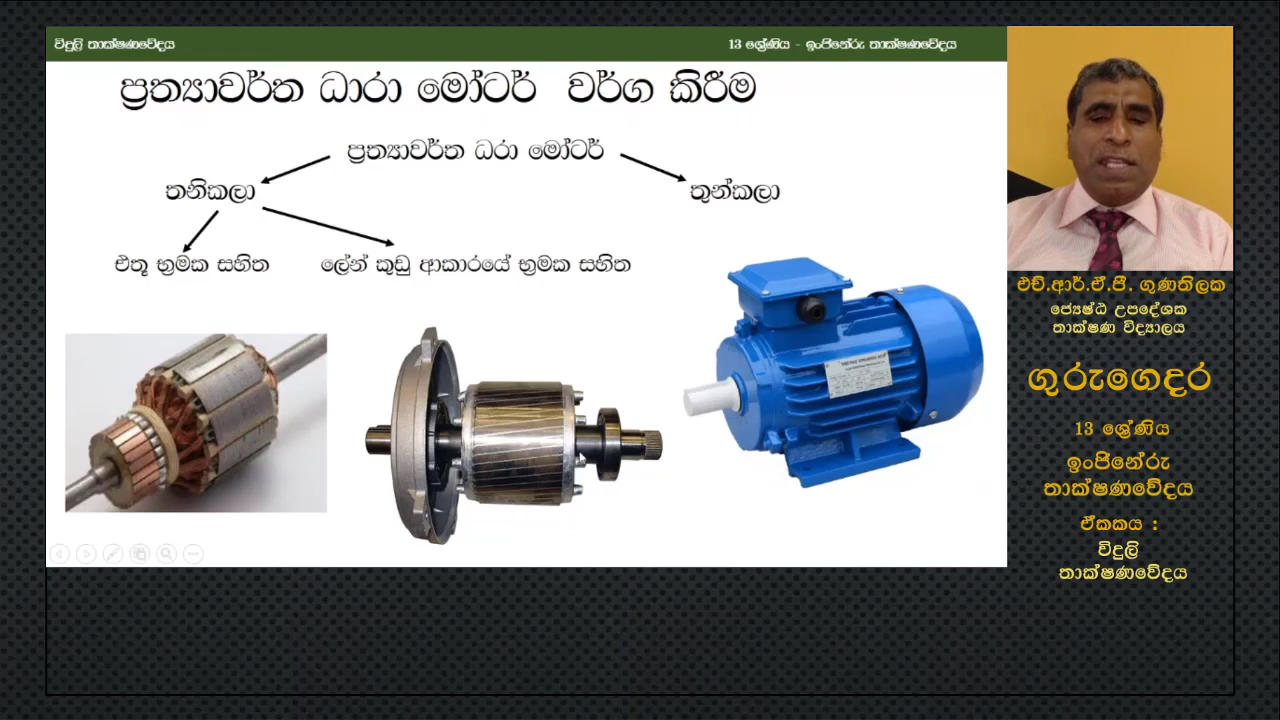 විදුලි තාක්ෂණවේදය
13 ශ්‍රේණිය - ඉංජිනේරු තාක්ෂණවේදය
ප්‍රත්‍යාවර්ත ධාරා මෝටර් වර්ග කිරීම
ප්‍රත්‍යාවර්ත ධරා මෝටර්
තනිකලා
තුන්කලා
එතූ භ්‍රමක සහිත
ලේන් කුඩු ආකාරයේ භ්‍රමක සහිත
එච්.ආර්.ඒ.පී. ගුණතිලක
ජ්‍යෙෂ්ඨ උපදේශක
තාක්ෂණ විද්‍යාලය
ගුරුගෙදර
13 ශ්‍රේණිය
ඉංජිනේරු
තාක්ෂණවේදය
ඒකකය :
විදුලි
තාක්ෂණවේදය